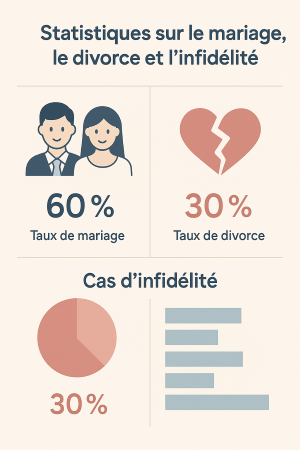 Statistiques sur le mariage,
le divorce et l'infidélité
60 %
Taux de mariage
30 %
Taux de divorce
Cas d'infidélité
30 %